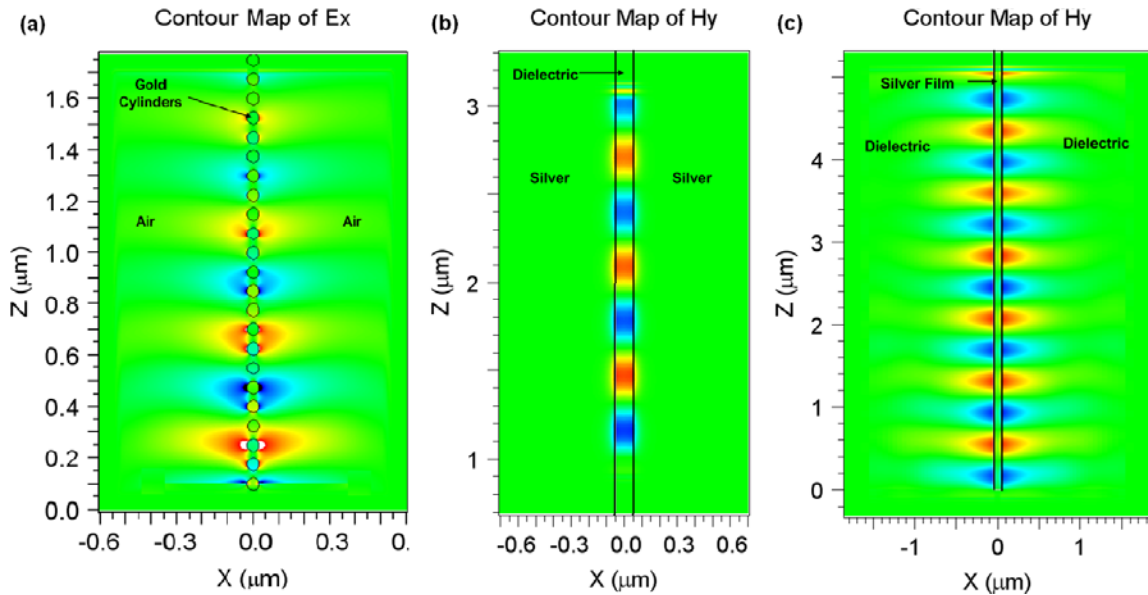 (a)
Contour Map of Ex
Gold
Cylinders
Air
Air
1.6
1.4
1.2
1.0
0.8
0.6
0.4
0.2
0.0
Z (μm)
-0.6
-0.3
0.0
0.3
0.
X (μm)
(b)
Contour Map of Hy
Dielectric
Silver
Silver
3
2
1
Z (μm)
-0.6
-0.3
0.0
0.3
0.6
X (μm)
(c)
Contour Map of Hy
Silver Film
Dielectric
Dielectric
4
3
2
1
0
Z (μm)
-1
0
1
X (μm)